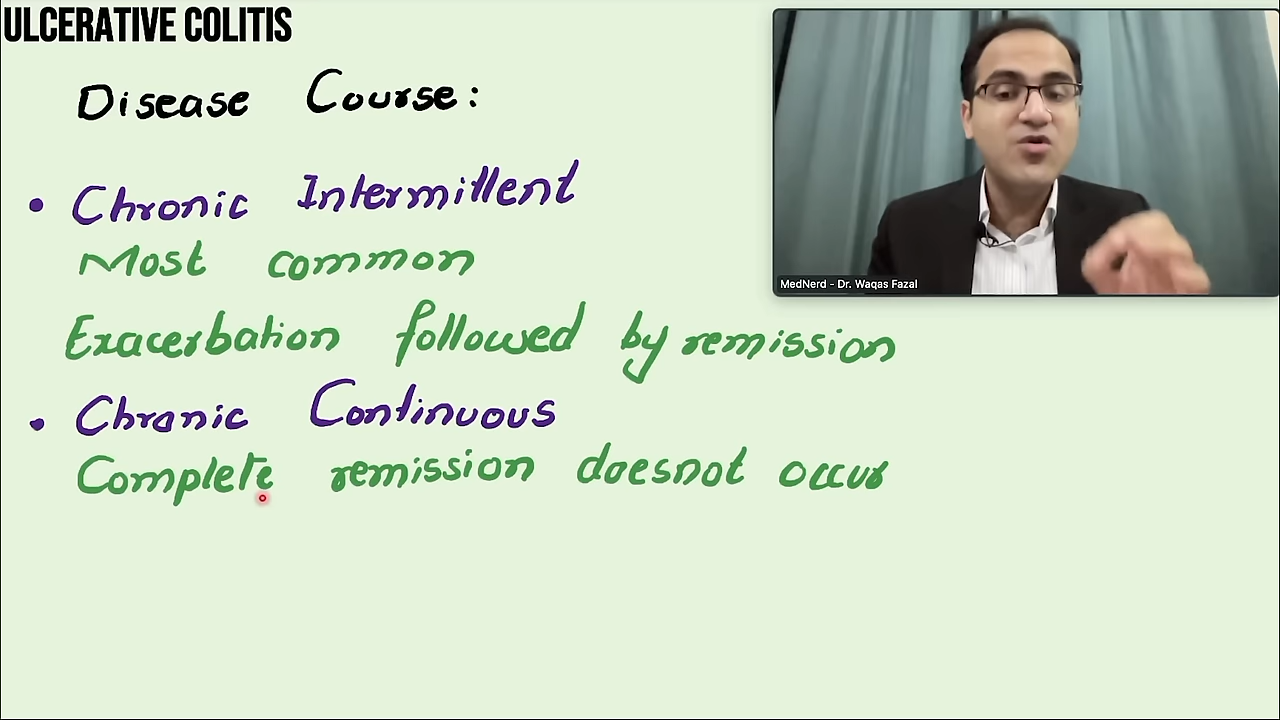 ULCERATIVE COLITIS
Disease Course:
• Chronic Intermittent
Most common
Exacerbation followed by remission
• Chronic Continuous
Complete remission doesnot occur
MedNerd - Dr. Waqas Fazal